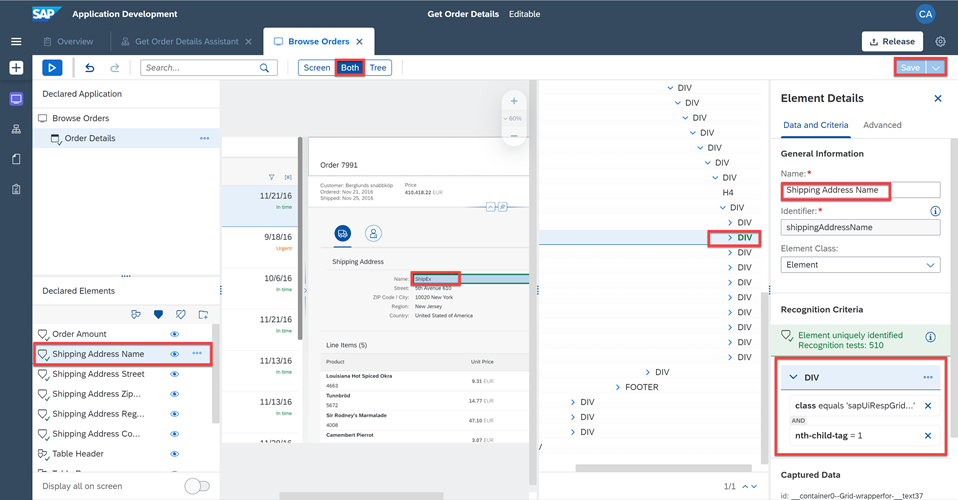 SAP Application Development Get Order Details Editable CA
Overview Get Order Details Assistant Browse Orders Release
Search... Screen Both Tree Save
Declared Application
Browse Orders
Order Details
Declared Elements
Order Amount
Shipping Address Name
Shipping Address Street
Shipping Address Zip...
Shipping Address Reg...
Shipping Address Co...
Table Header
Display all on screen
11/21/16
In time
9/18/16
Urgent
10/6/16
In time
11/21/16
In time
11/13/16
In time
11/13/16
In time
~ 60%
Order 7991
Customer: Berglunds snabbköp
Ordered: Nov 21, 2016
Shipped: Nov 25, 2016
Price
410,418.22 EUR
Shipping Address
Name: ShipEx
Street: 5th Avenue 610
ZIP Code / City: 10020 New York
Region: New Jersey
Country: United Stated of America
Line Items (5)
Product Unit Price
Louisiana Hot Spiced Okra
4663
9.31 EUR
Tunnbröd
5672
14.77 EUR
Sir Rodney's Marmalade
4008
47.10 EUR
Camembert Pierrot
3.07 EUR
DIV
DIV
DIV
DIV
DIV
DIV
DIV
H4
DIV
DIV
DIV
DIV
DIV
DIV
DIV
DIV
DIV
DIV
DIV
DIV
FOOTER
DIV
DIV
DIV
1/1
Element Details
Data and Criteria Advanced
General Information
Name: *
Shipping Address Name
Identifier: *
shippingAddressName
Element Class:
Element
Recognition Criteria
Element uniquely identified
Recognition tests: 510
DIV
class equals 'sapUiRespGrid...'
AND
nth-child-tag = 1
Captured Data
id: __container0--Grid-wrapperfor-__text37